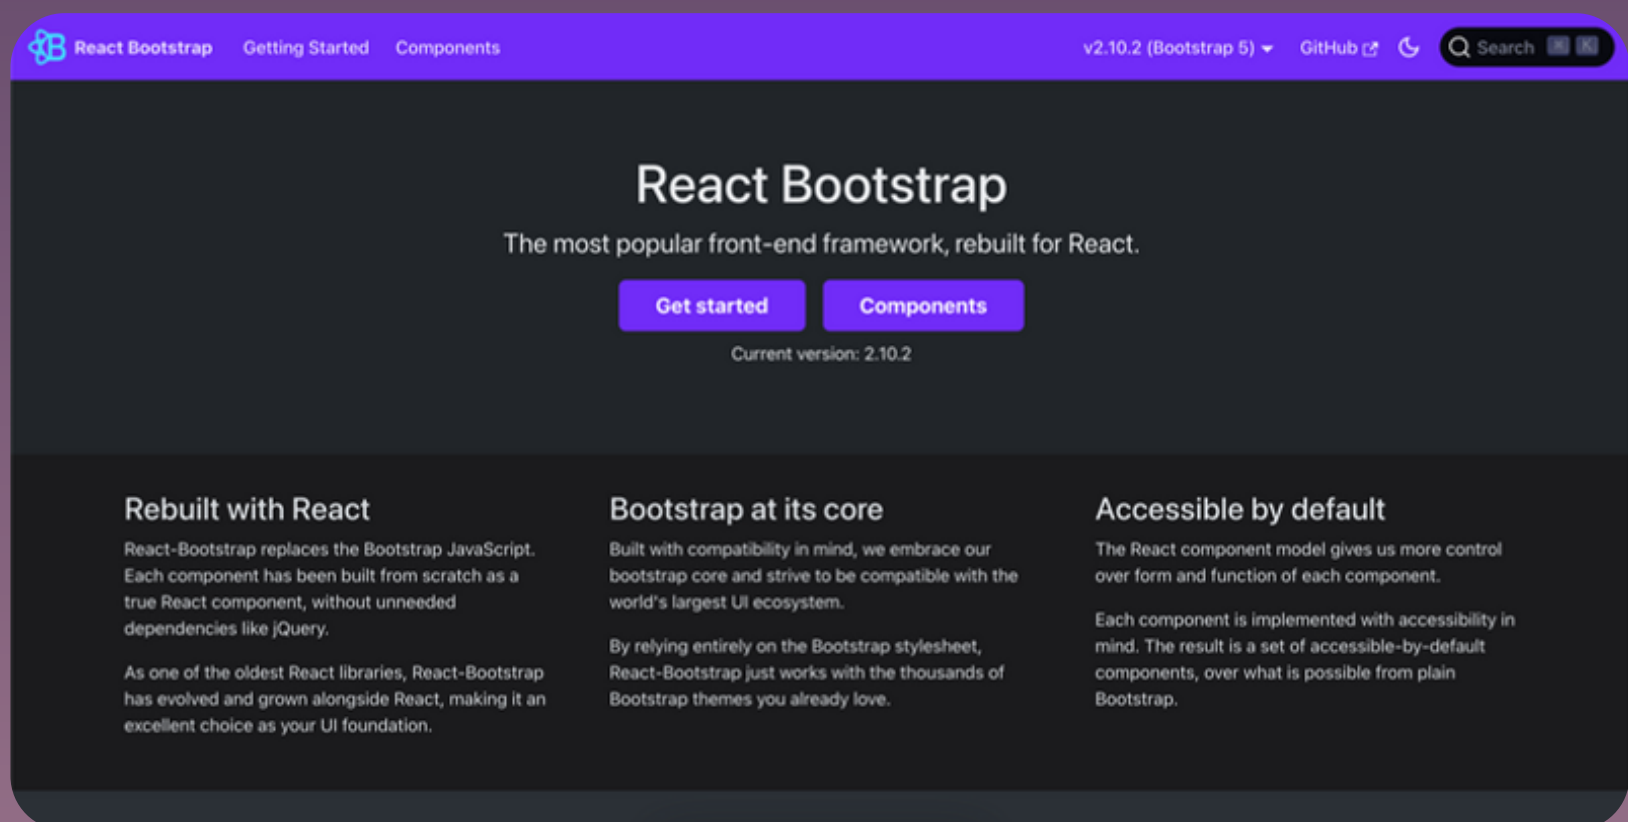 React Bootstrap Getting Started Components v2.10.2 (Bootstrap 5) GitHub Search ⌘ K
React Bootstrap
The most popular front-end framework, rebuilt for React.
Get started Components
Current version: 2.10.2
Rebuilt with React
React-Bootstrap replaces the Bootstrap JavaScript.
Each component has been built from scratch as a
true React component, without unneeded
dependencies like jQuery.
As one of the oldest React libraries, React-Bootstrap
has evolved and grown alongside React, making it an
excellent choice as your UI foundation.
Bootstrap at its core
Built with compatibility in mind, we embrace our
bootstrap core and strive to be compatible with the
world's largest UI ecosystem.
By relying entirely on the Bootstrap stylesheet,
React-Bootstrap just works with the thousands of
Bootstrap themes you already love.
Accessible by default
The React component model gives us more control
over form and function of each component.
Each component is implemented with accessibility in
mind. The result is a set of accessible-by-default
components, over what is possible from plain
Bootstrap.